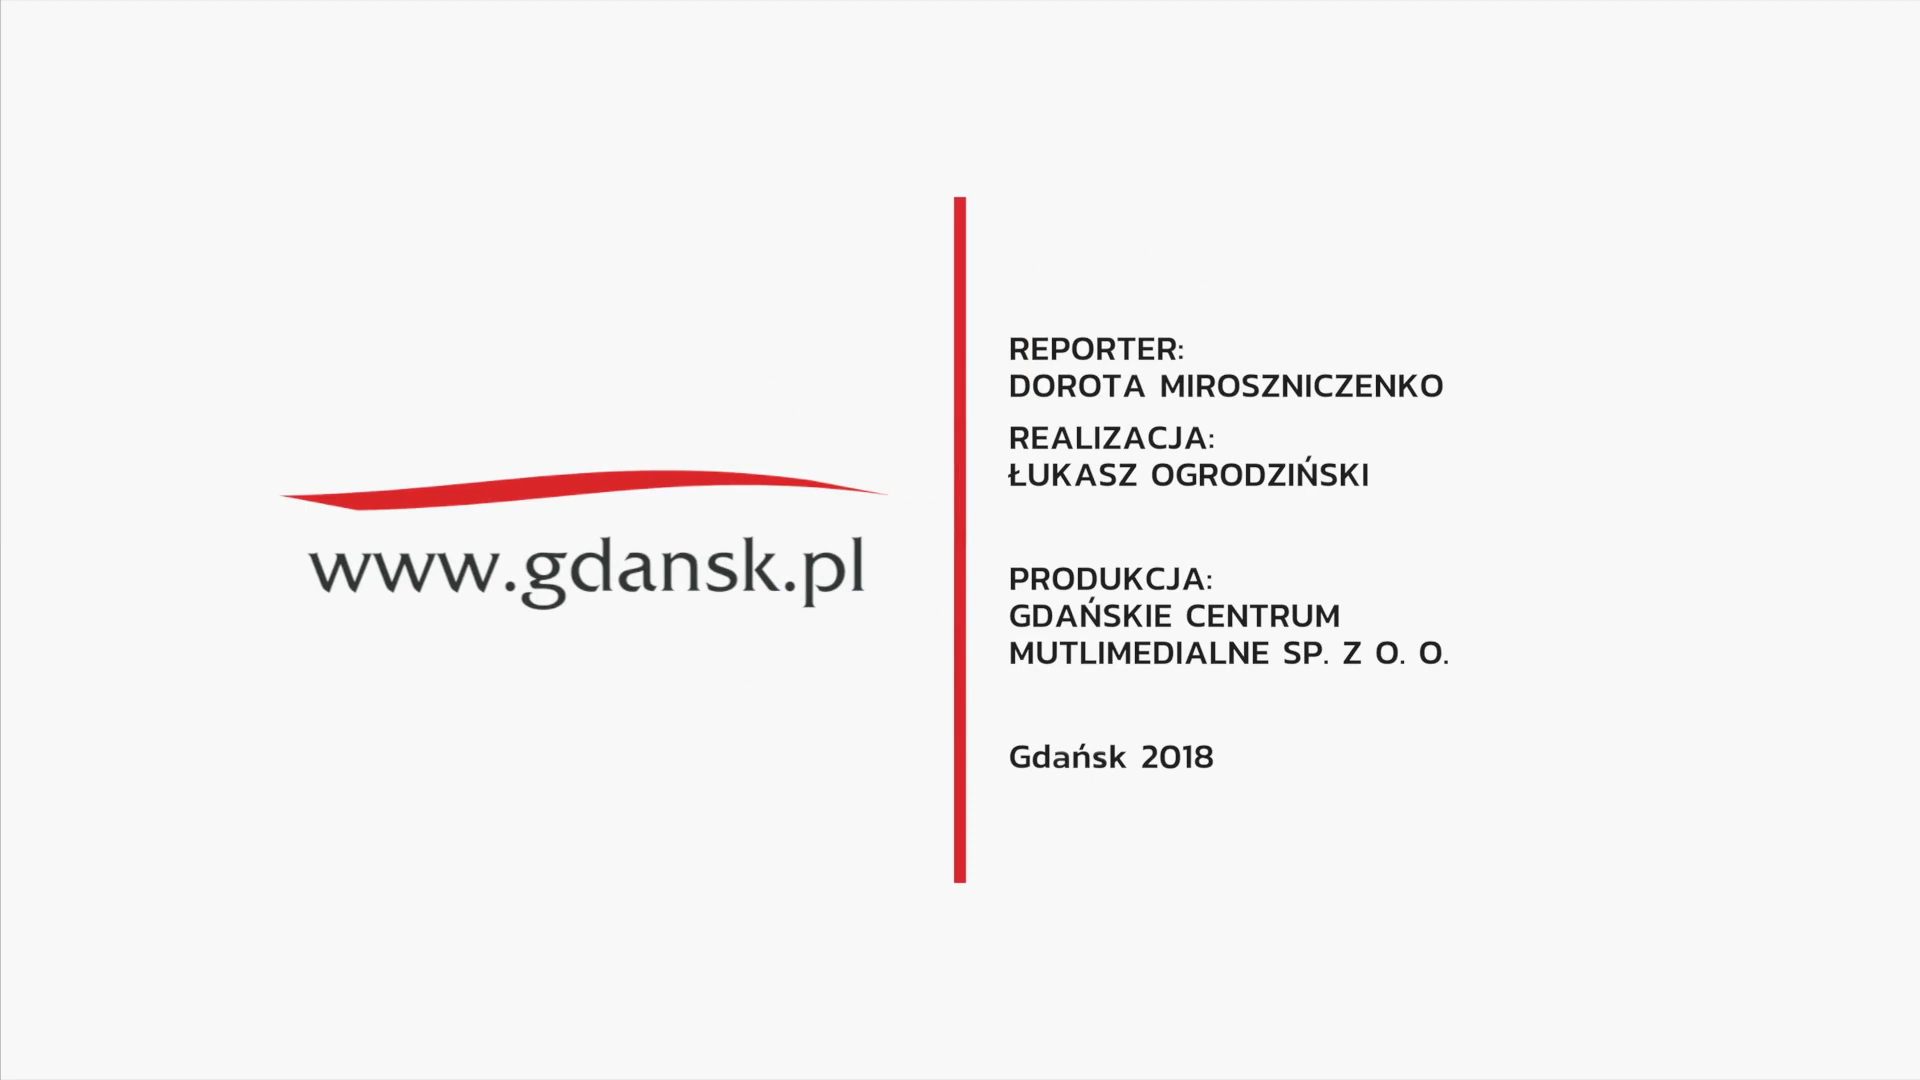 www.gdansk.pl
REPORTER:
DOROTA MIROSZNICZENKO
REALIZACJA:
ŁUKASZ OGRODZIŃSKI
PRODUKCJA:
GDAŃSKIE CENTRUM
MUTLIMEDIALNE SP. Z O. O.
Gdańsk 2018